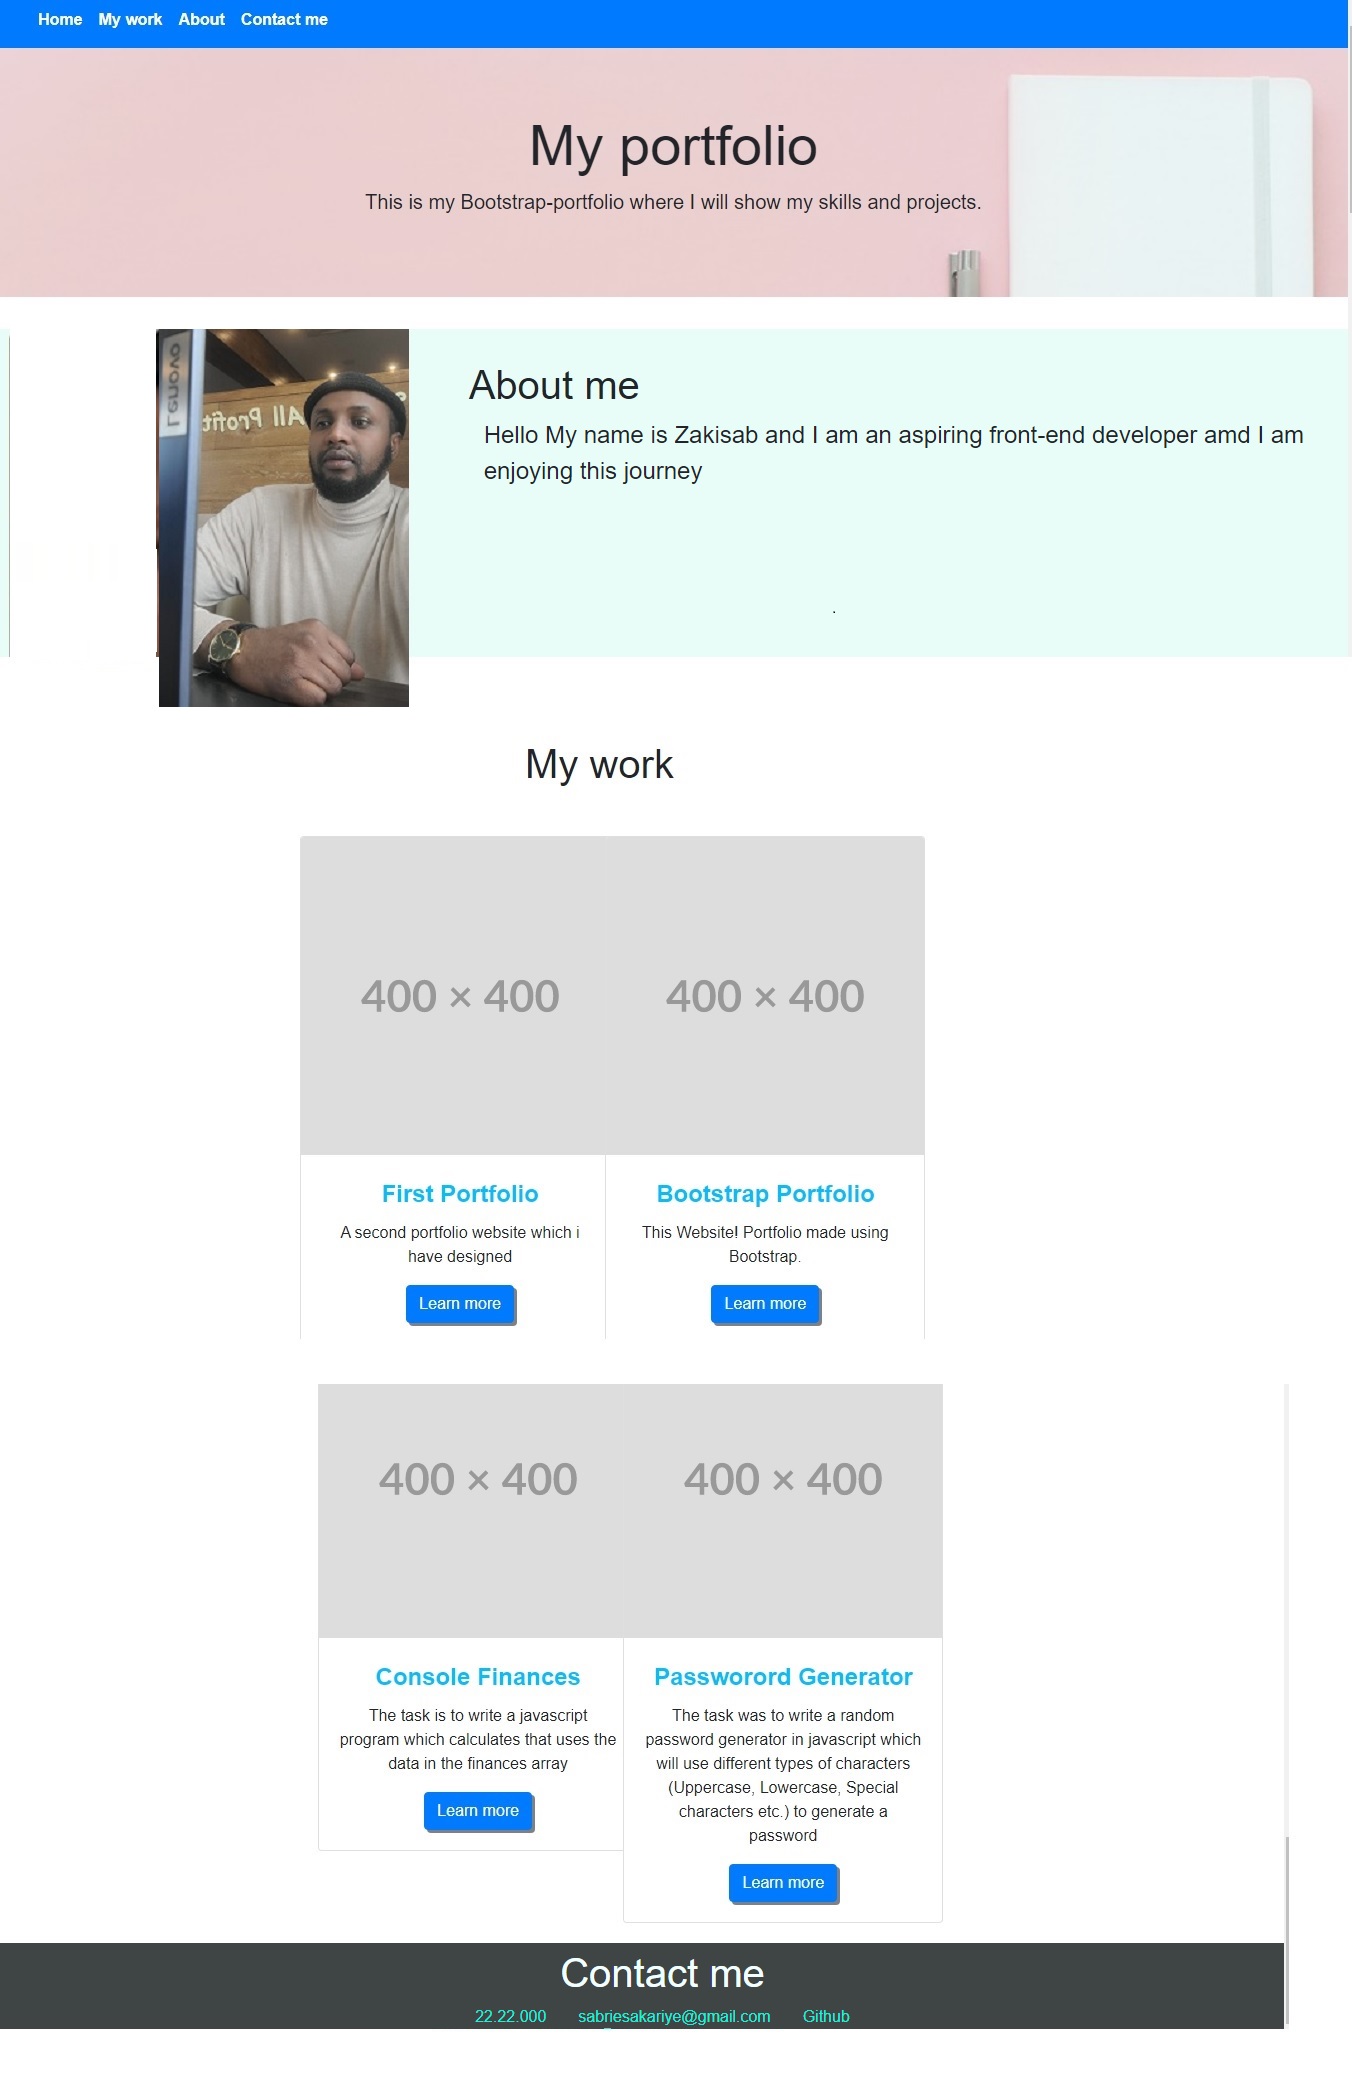 Home My work About Contact me
My portfolio
This is my Bootstrap-portfolio where I will show my skills and projects.
Lenovo
All Profit
About me
Hello My name is Zakisab and I am an aspiring front-end developer amd I am
enjoying this journey
.
My work
400 × 400 400 × 400
First Portfolio
A second portfolio website which i
have designed
Learn more
Bootstrap Portfolio
This Website! Portfolio made using
Bootstrap.
Learn more
400 × 400 400 × 400
Console Finances
The task is to write a javascript
program which calculates that uses the
data in the finances array
Learn more
Passworord Generator
The task was to write a random
password generator in javascript which
will use different types of characters
(Uppercase, Lowercase, Special
characters etc.) to generate a
password
Learn more
Contact me
22.22.000 sabriesakariye@gmail.com Github